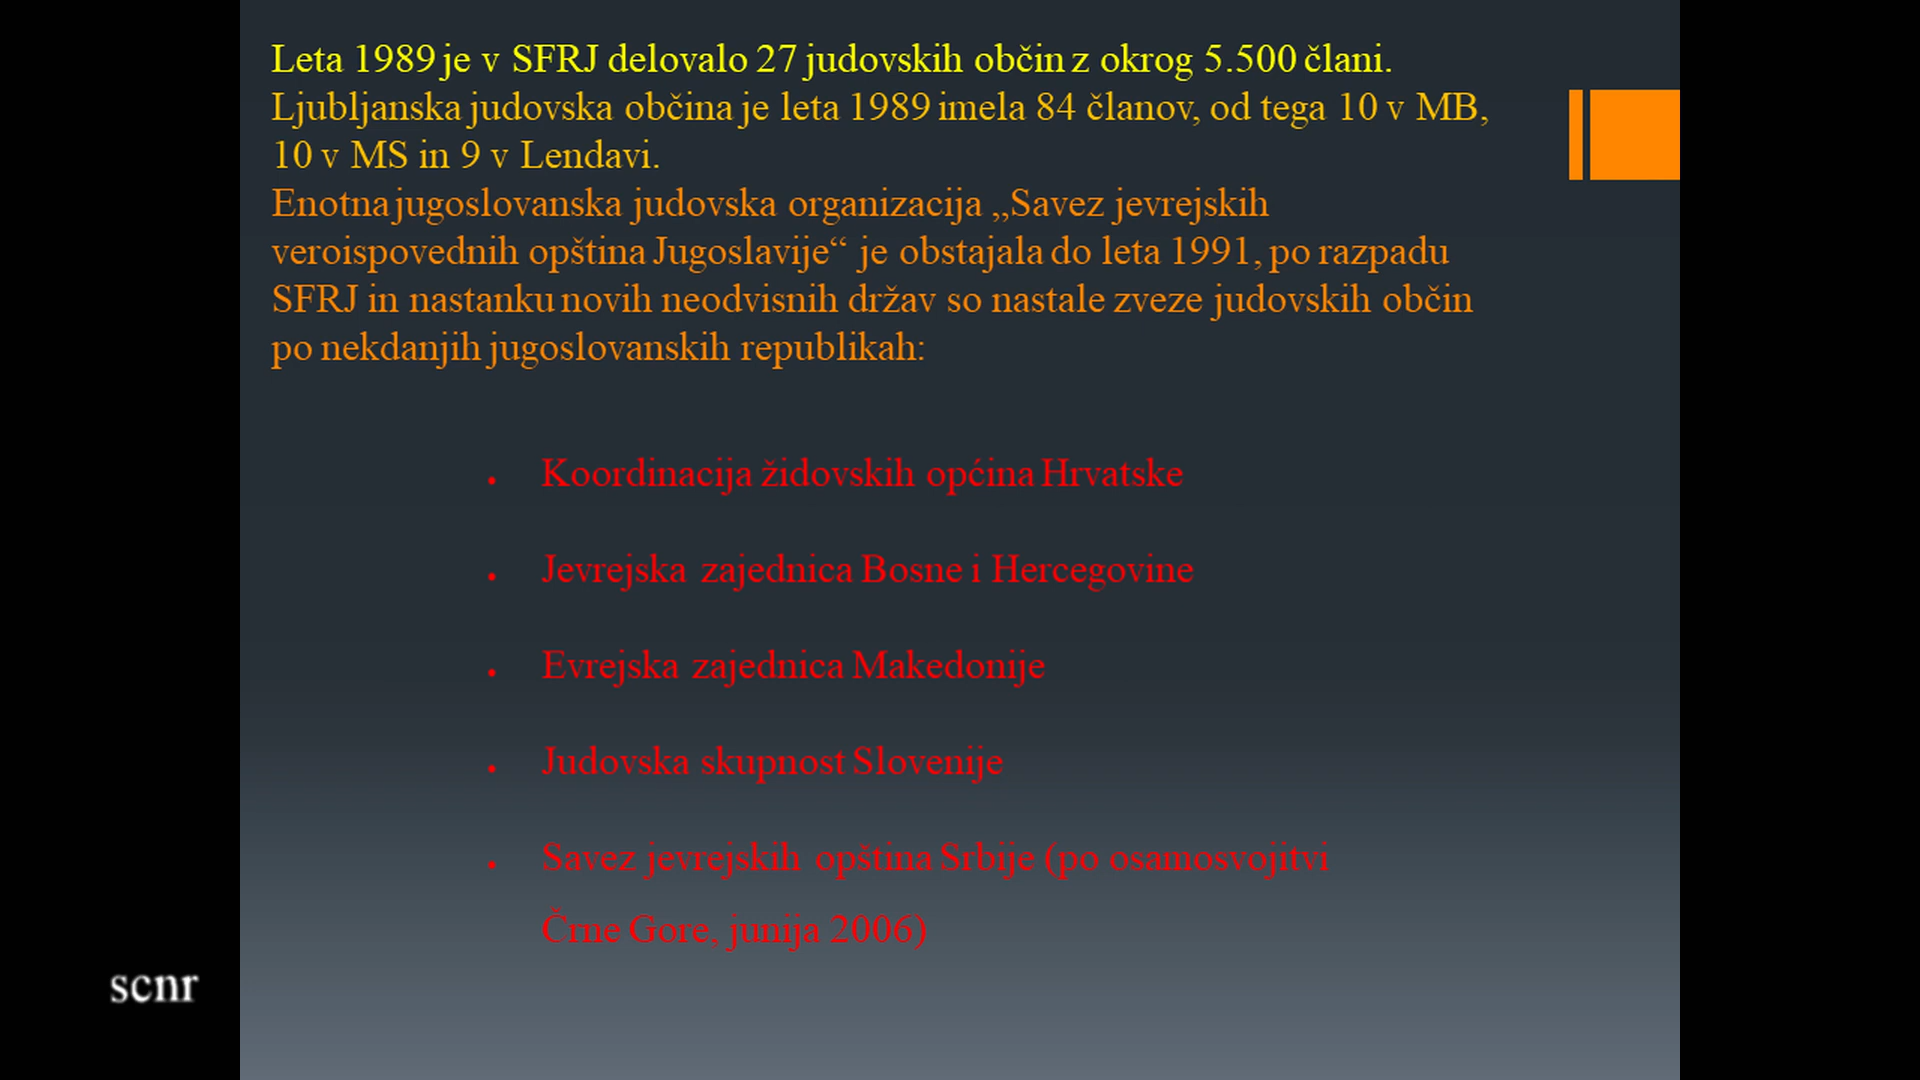 Leta 1989 je v SFRJ delovalo 27 judovskih občin z okrog 5.500 člani.
Ljubljanska judovska občina je leta 1989 imela 84 članov, od tega 10 v MB,
10 v MS in 9 v Lendavi.
Enotna jugoslovanska judovska organizacija „Savez jevrejskih
veroispovednih opština Jugoslavije“ je obstajala do leta 1991, po razpadu
SFRJ in nastanku novih neodvisnih držav so nastale zveze judovskih občin
po nekdanjih jugoslovanskih republikah:
• Koordinacija židovskih općina Hrvatske
• Jevrejska zajednica Bosne i Hercegovine
• Evrejska zajednica Makedonije
• Judovska skupnost Slovenije
• Savez jevrejskih opština Srbije (po osamosvojitvi
Črne Gore, junija 2006)
scnr